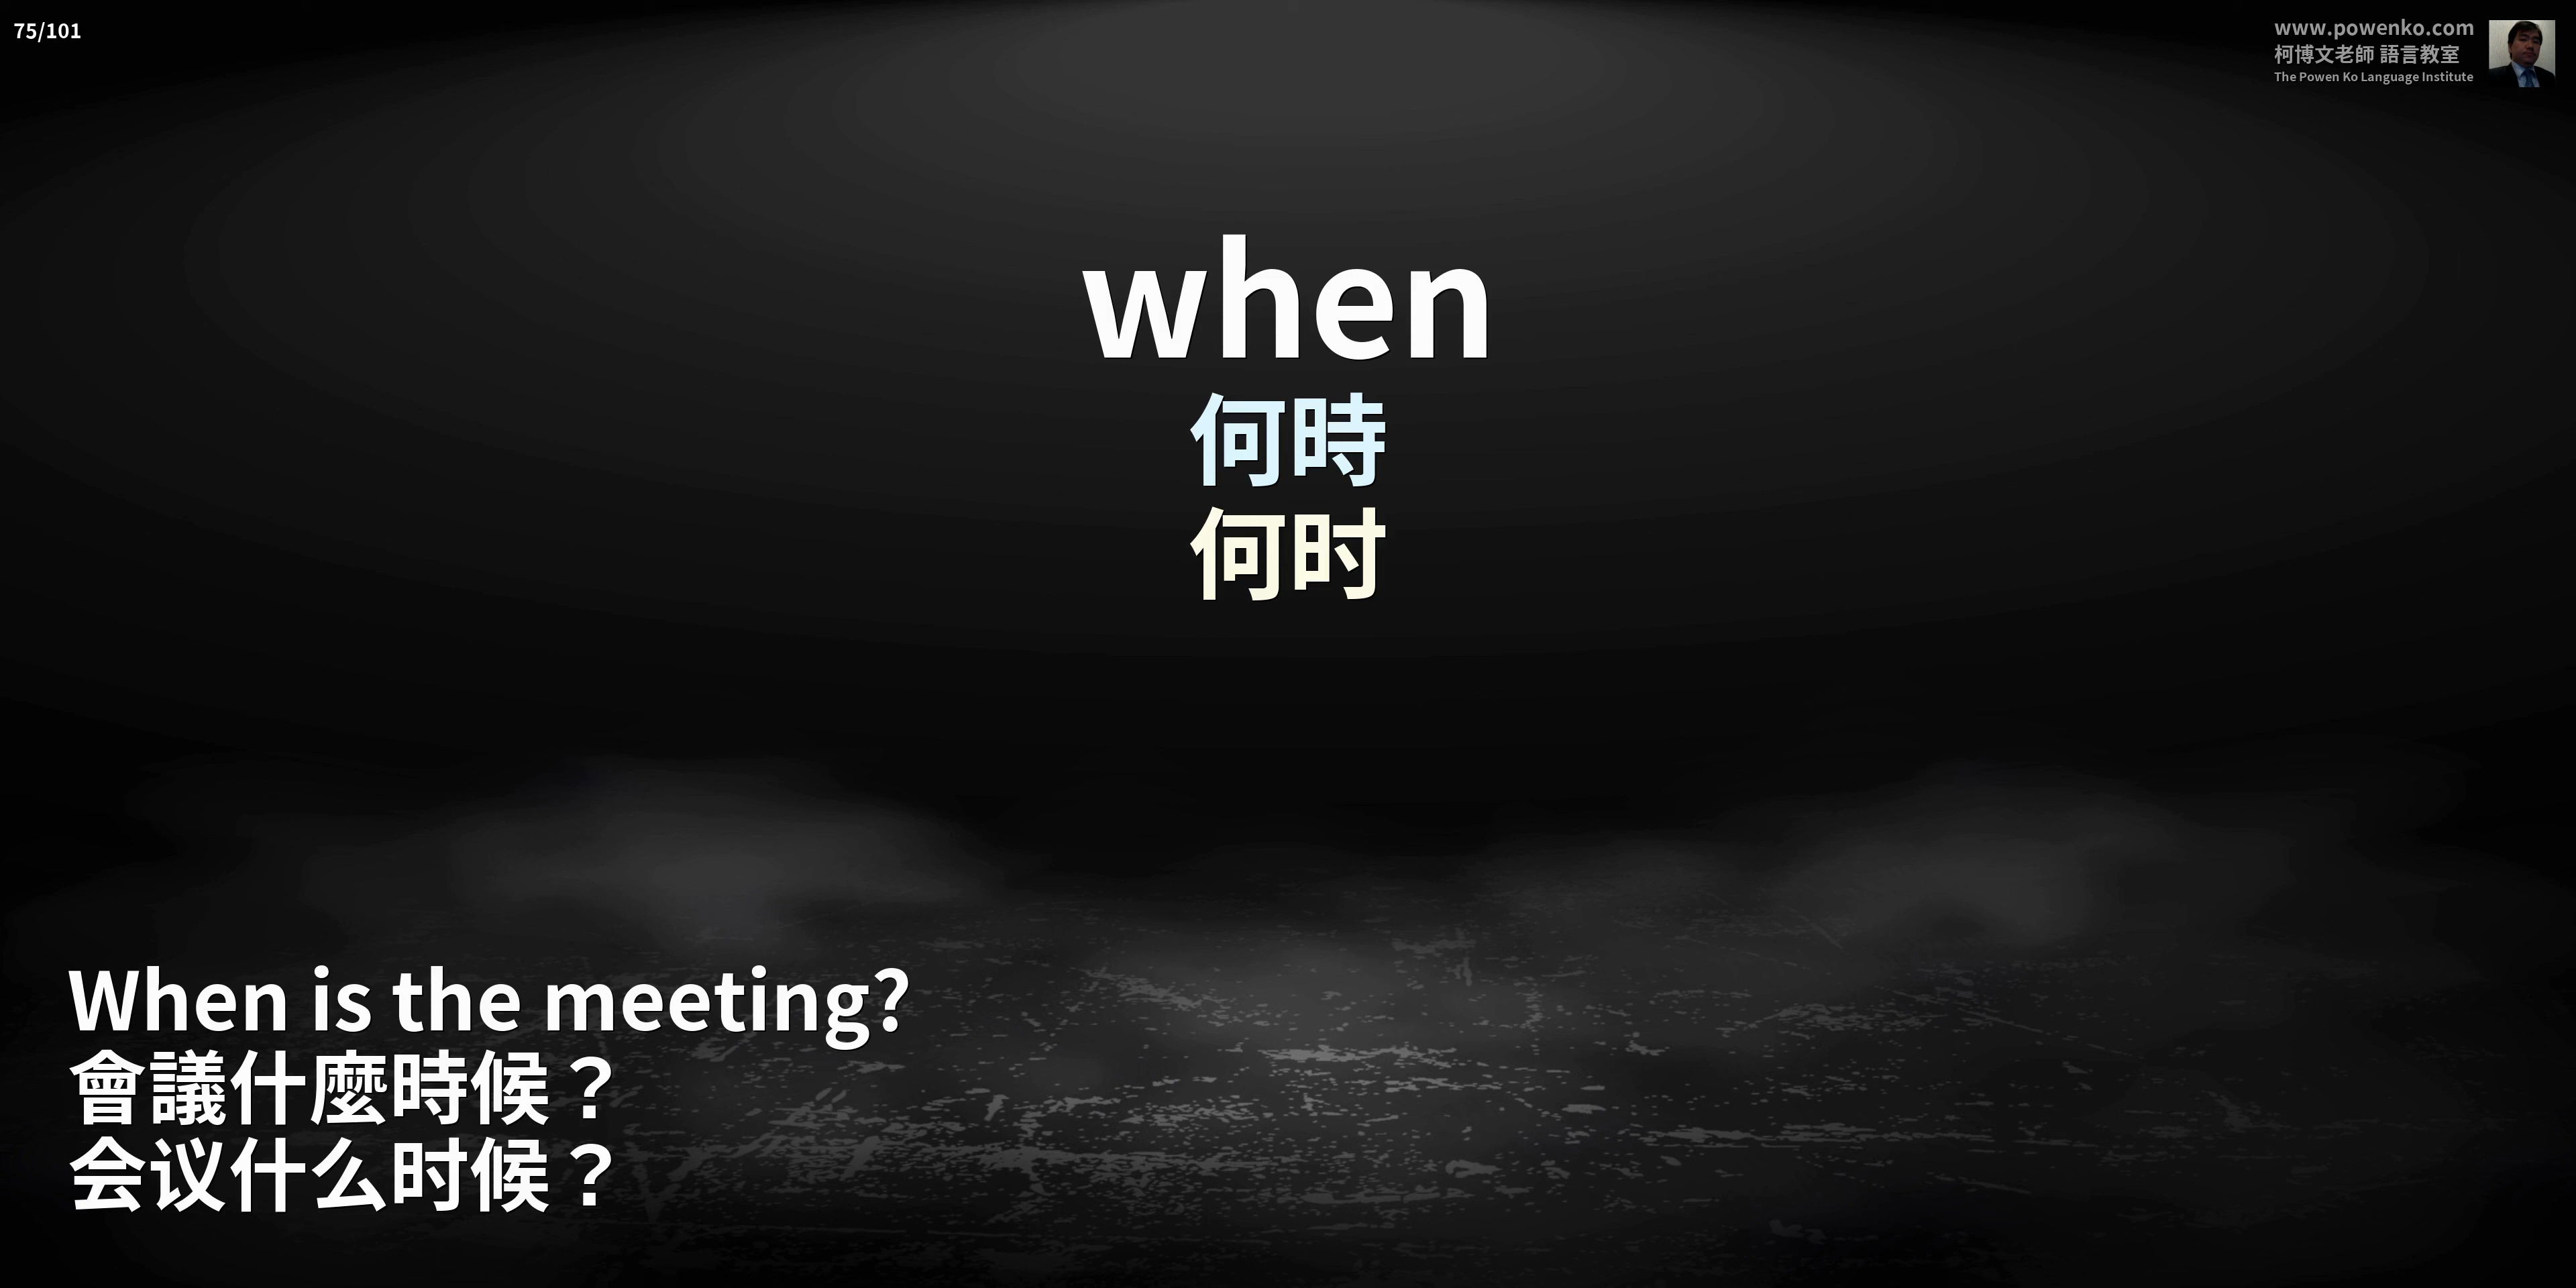 75/101
www.powenko.com
柯博文老師 語言教室
The Powen Ko Language Institute
when
何時
何时
When is the meeting?
會議什麼時候？
会议什么时候？